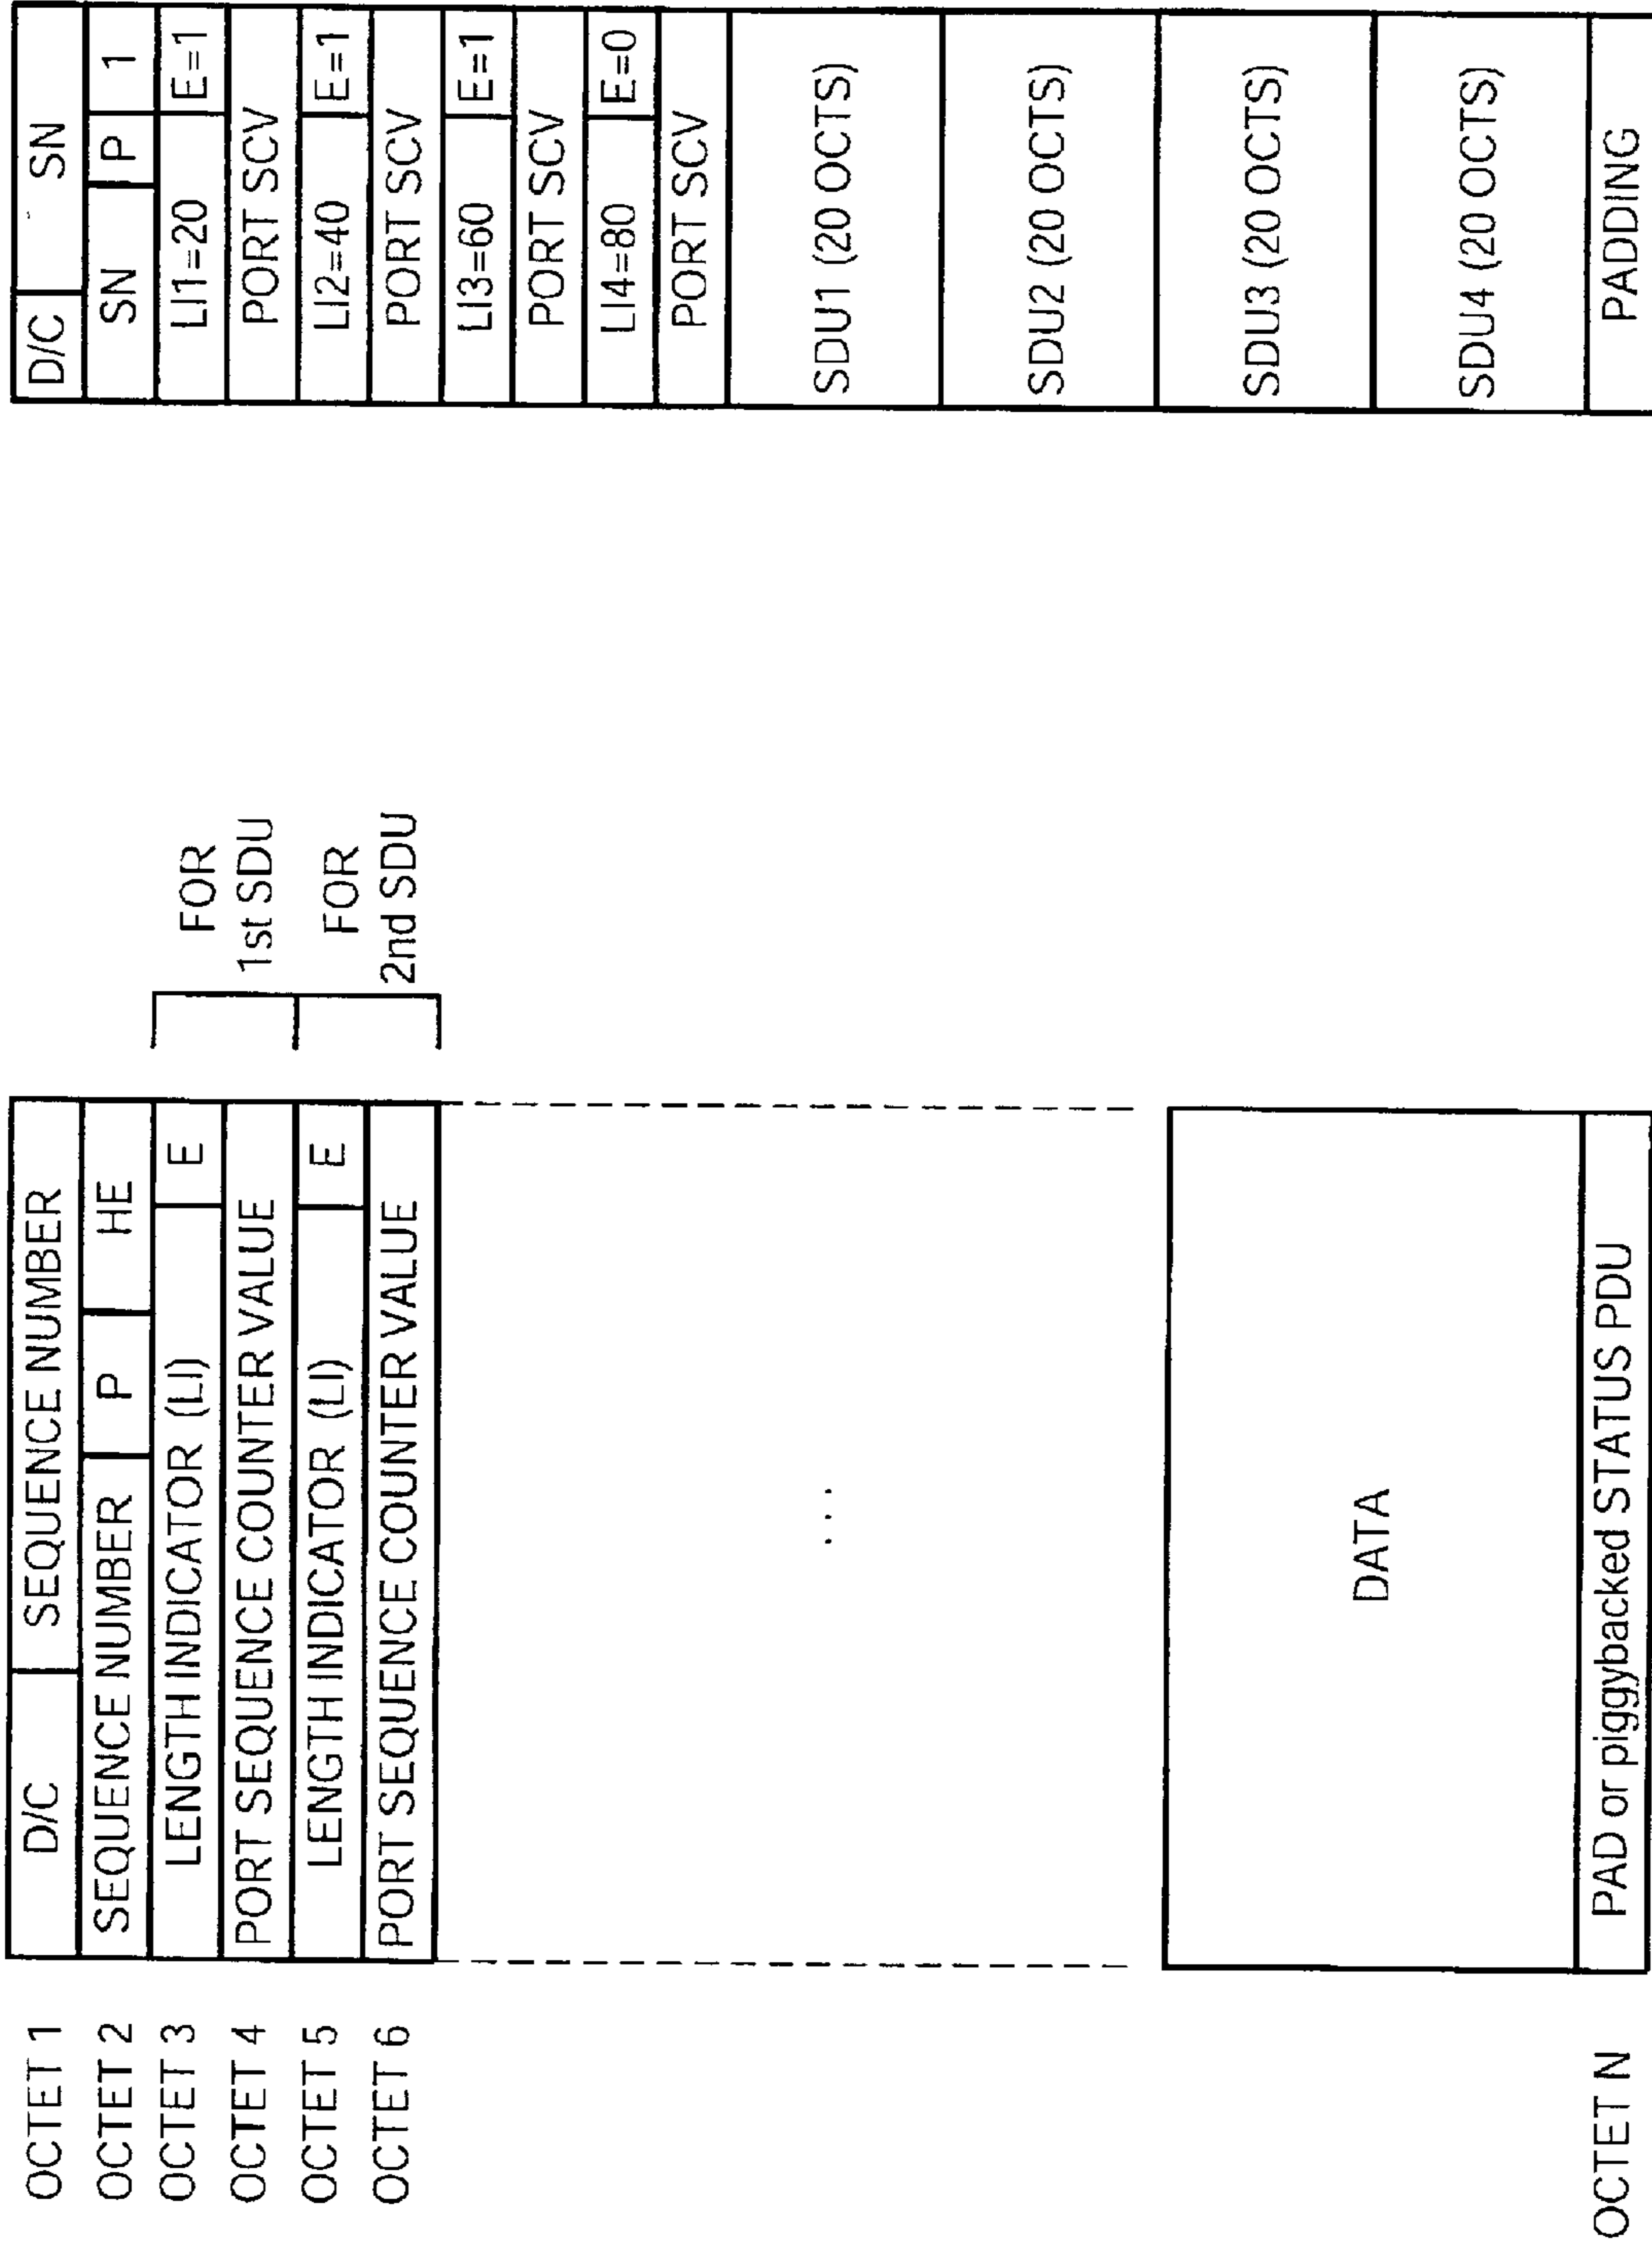 OCTET 1 D/C SEQUENCE NUMBER
OCTET 2 SEQUENCE NUMBER P HE
OCTET 3 LENGTH INDICATOR (LI) E
OCTET 4 PORT SEQUENCE COUNTER VALUE
OCTET 5 LENGTH INDICATOR (LI) E
OCTET 6 PORT SEQUENCE COUNTER VALUE
FOR
1st SDU
FOR
2nd SDU
...
DATA
OCTET N PAD or piggybacked STATUS PDU
D/C SN
SN P 1
LI1=20 E=1
PORT SCV
LI2=40 E=1
PORT SCV
LI3=60 E=1
PORT SCV
LI4=80 E=0
PORT SCV
SDU1 (20 OCTS)
SDU2 (20 OCTS)
SDU3 (20 OCTS)
SDU4 (20 OCTS)
PADDING